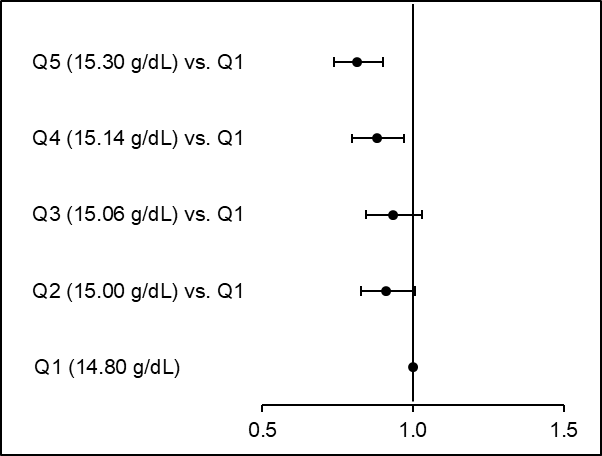 Q5 (15.30 g/dL) vs. Q1
Q4 (15.14 g/dL) vs. Q1
Q3 (15.06 g/dL) vs. Q1
Q2 (15.00 g/dL) vs. Q1
Q1 (14.80 g/dL)
0.5 1.0 1.5